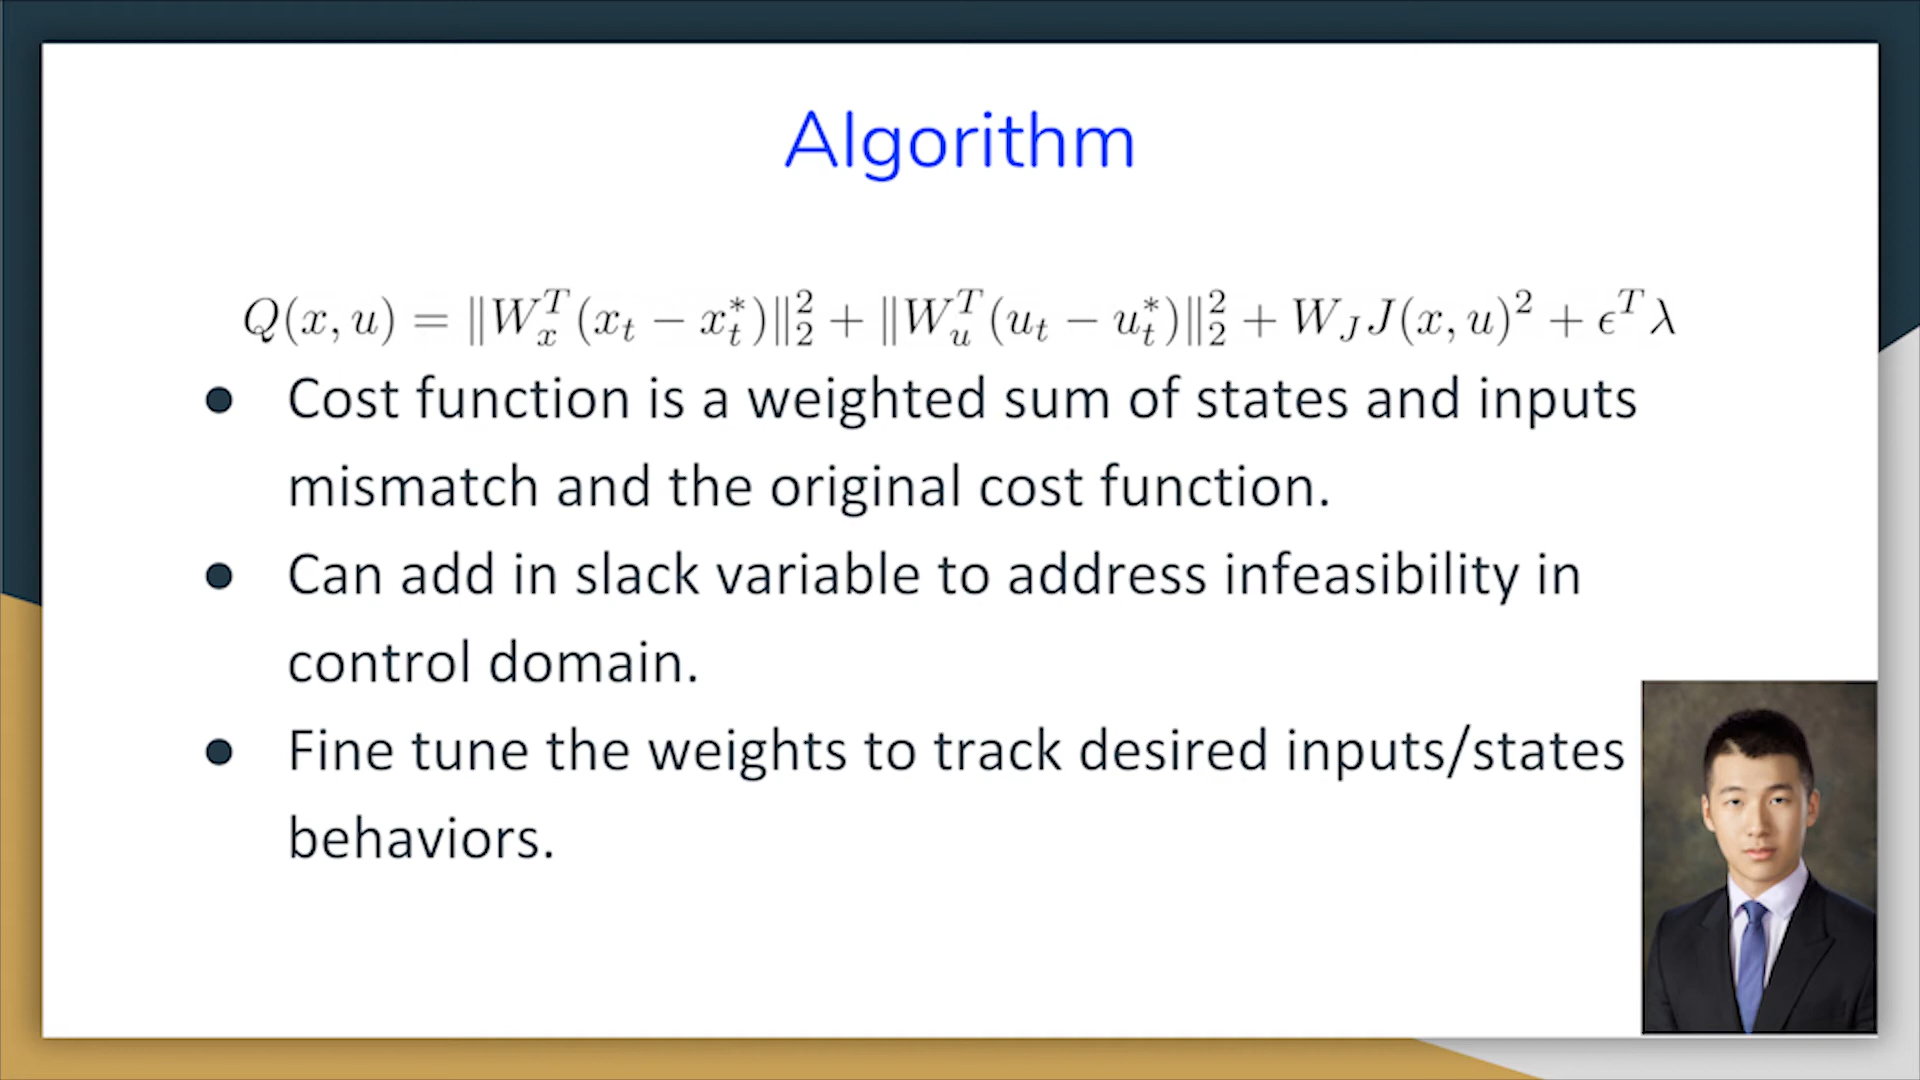 Algorithm
Q(x, u) = ‖W_x^T(x_t − x_t^*)‖_2^2 + ‖W_u^T(u_t − u_t^*)‖_2^2 + W_J J(x, u)^2 + ϵ^T λ
● Cost function is a weighted sum of states and inputs
mismatch and the original cost function.
● Can add in slack variable to address infeasibility in
control domain.
● Fine tune the weights to track desired inputs/states
behaviors.